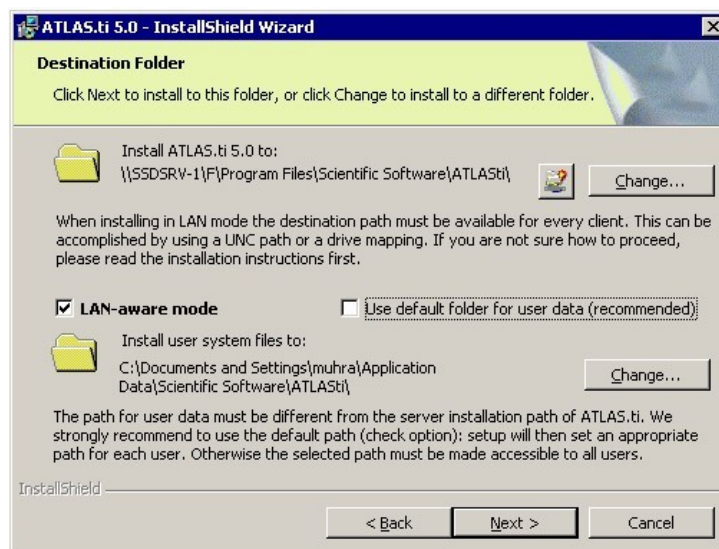 ATLAS.ti 5.0 - InstallShield Wizard
Destination Folder
Click Next to install to this folder, or click Change to install to a different folder.
Install ATLAS.ti 5.0 to:
\\SSDSRV-1\F\Program Files\Scientific Software\ATLASti\
Change...
When installing in LAN mode the destination path must be available for every client. This can be
accomplished by using a UNC path or a drive mapping. If you are not sure how to proceed,
please read the installation instructions first.
LAN-aware mode
Use default folder for user data (recommended)
Install user system files to:
C:\Documents and Settings\muhra\Application
Data\Scientific Software\ATLASti\
Change...
The path for user data must be different from the server installation path of ATLAS.ti. We
strongly recommend to use the default path (check option): setup will then set an appropriate
path for each user. Otherwise the selected path must be made accessible to all users.
InstallShield
< Back
Next >
Cancel